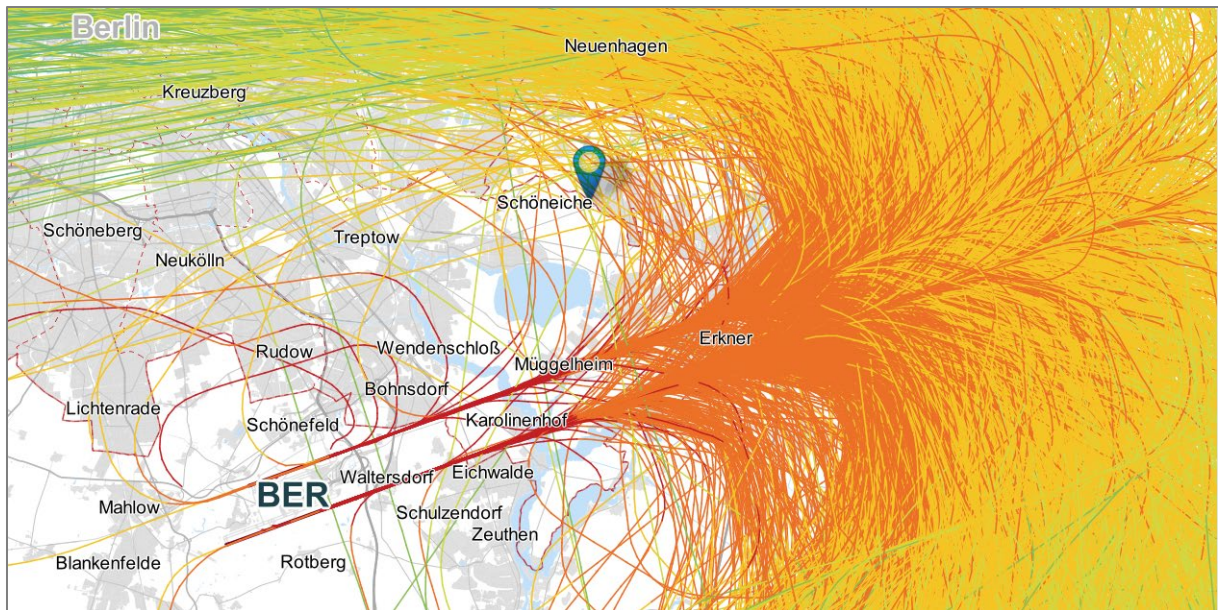 Berlin
Neuenhagen
Kreuzberg
Schöneiche
Schöneberg
Treptow
Neukölln
Erkner
Wendenschloß
Rudow
Müggelheim
Bohnsdorf
Lichtenrade
Karolinenhof
Schönefeld
Eichwalde
Waltersdorf
BER
Mahlow
Schulzendorf
Zeuthen
Blankenfelde
Rotberg